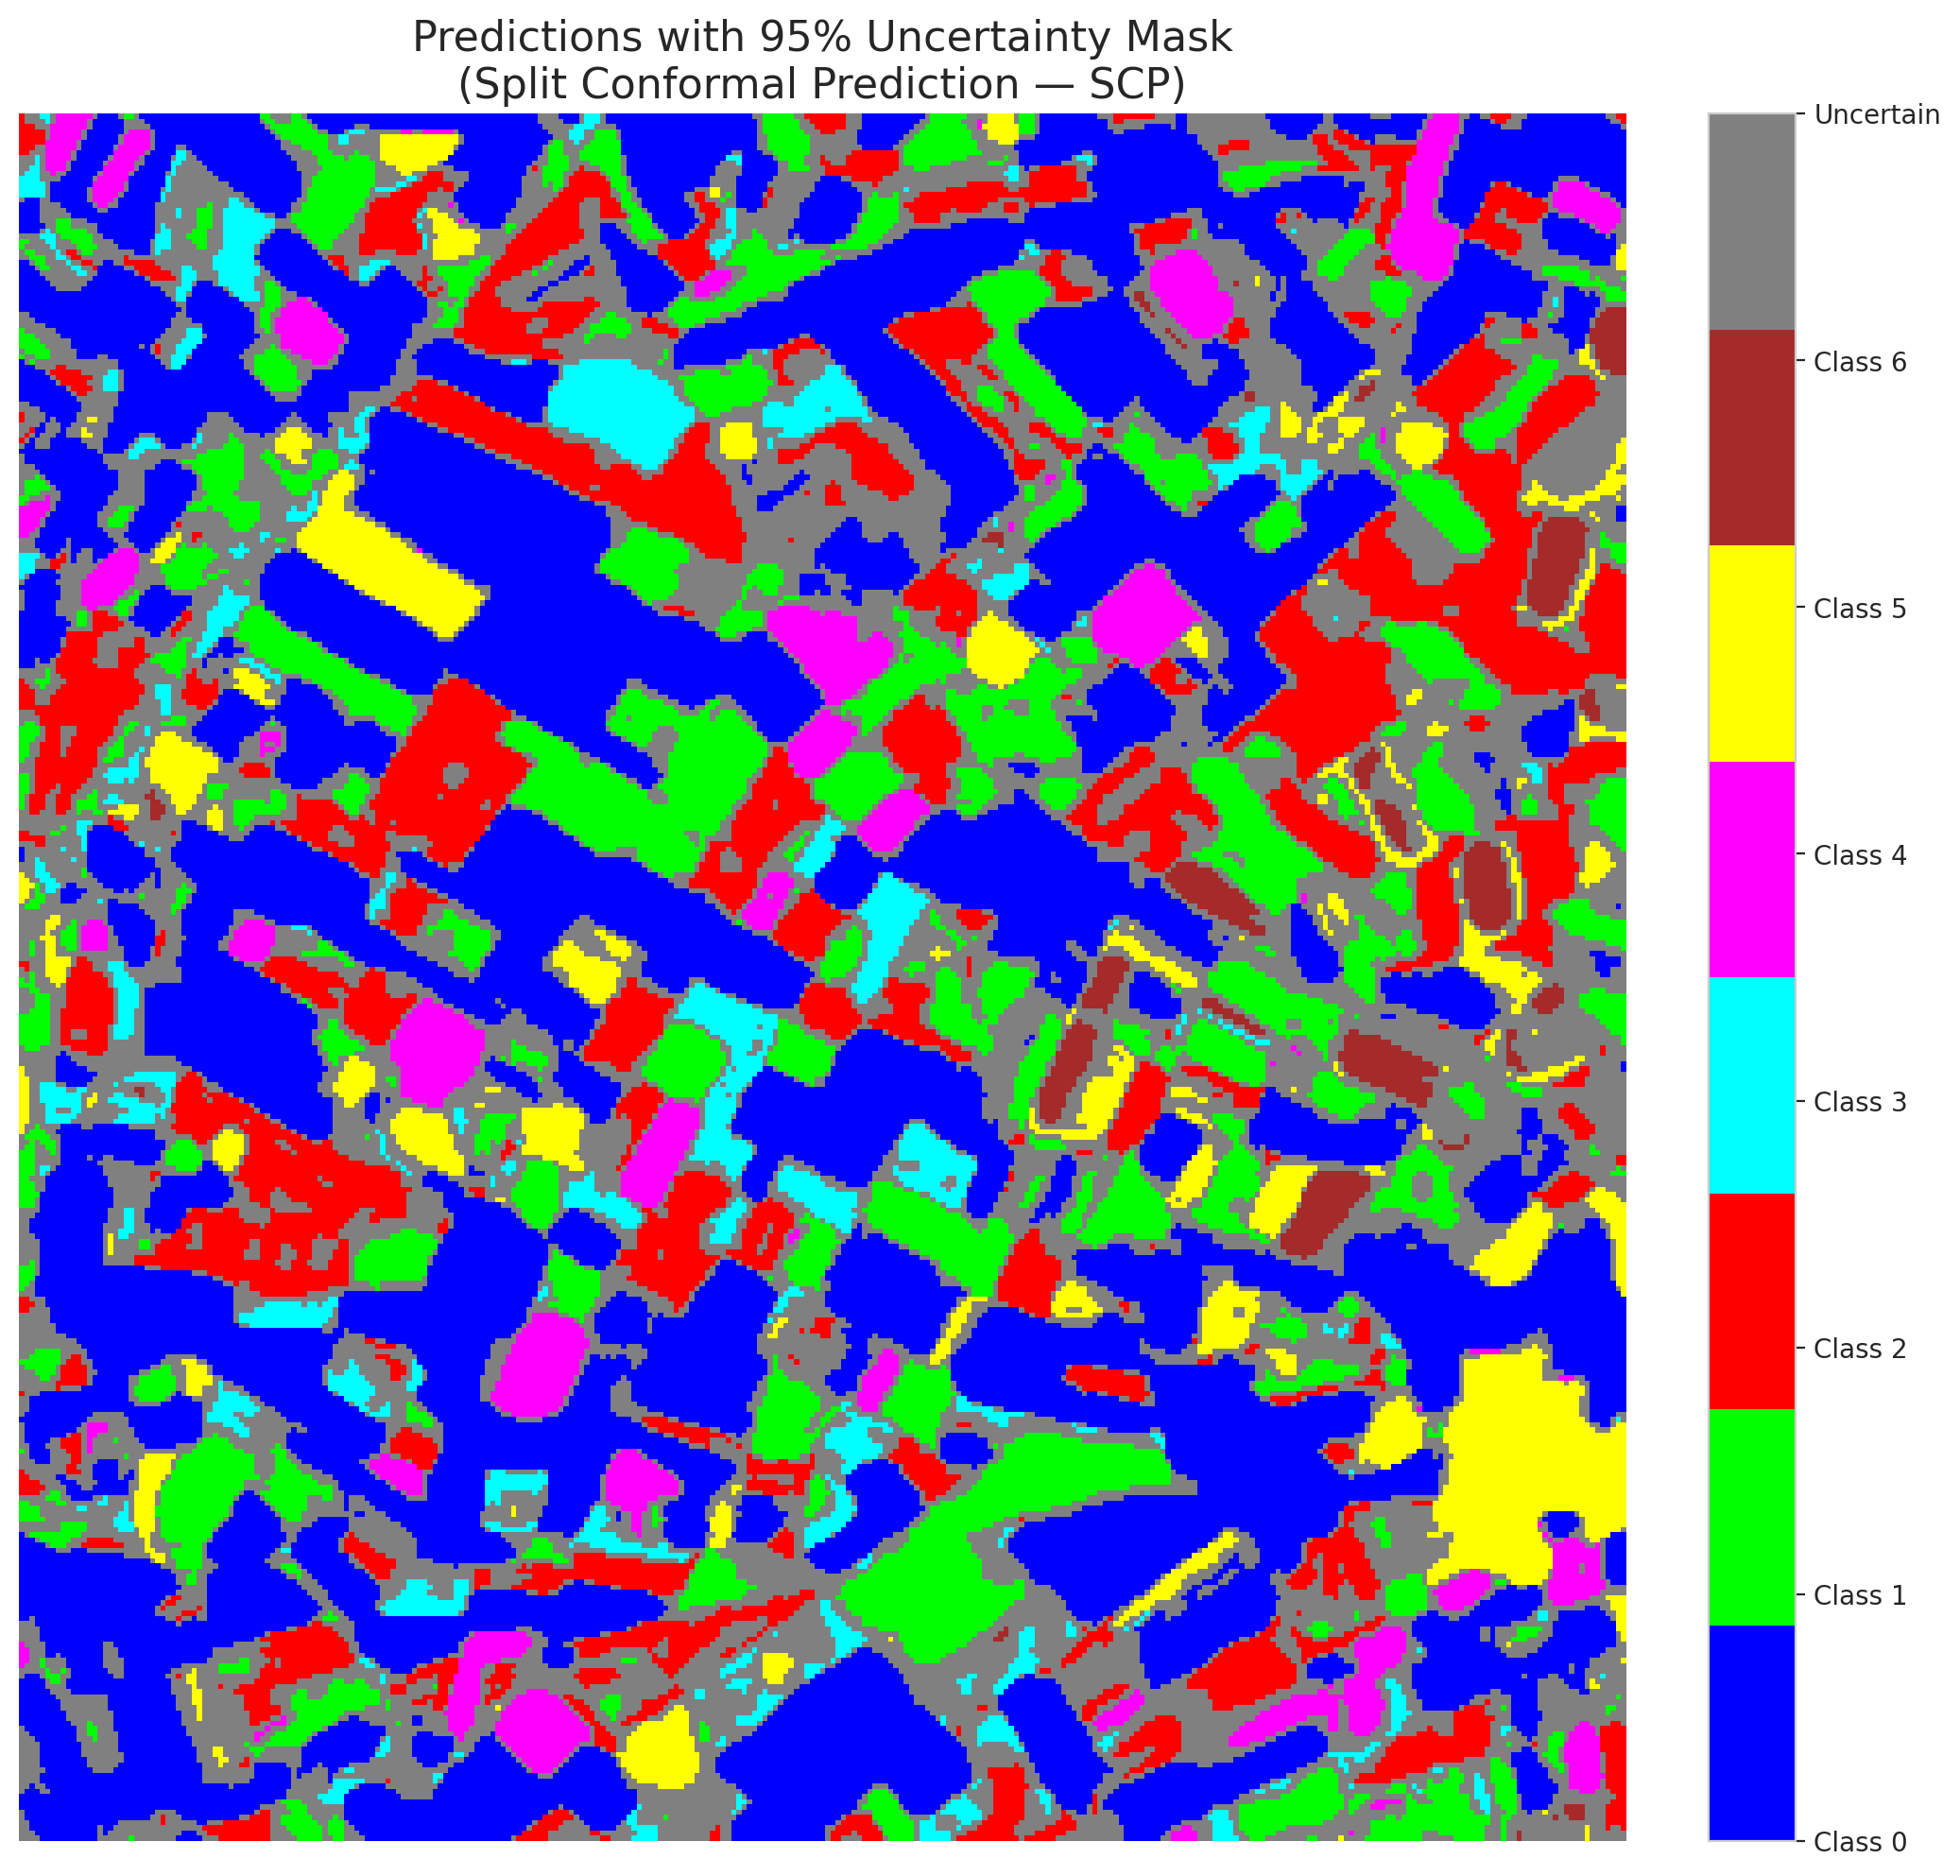 Predictions with 95% Uncertainty Mask
(Split Conformal Prediction — SCP)
Uncertain
Class 6
Class 5
Class 4
Class 3
Class 2
Class 1
Class 0